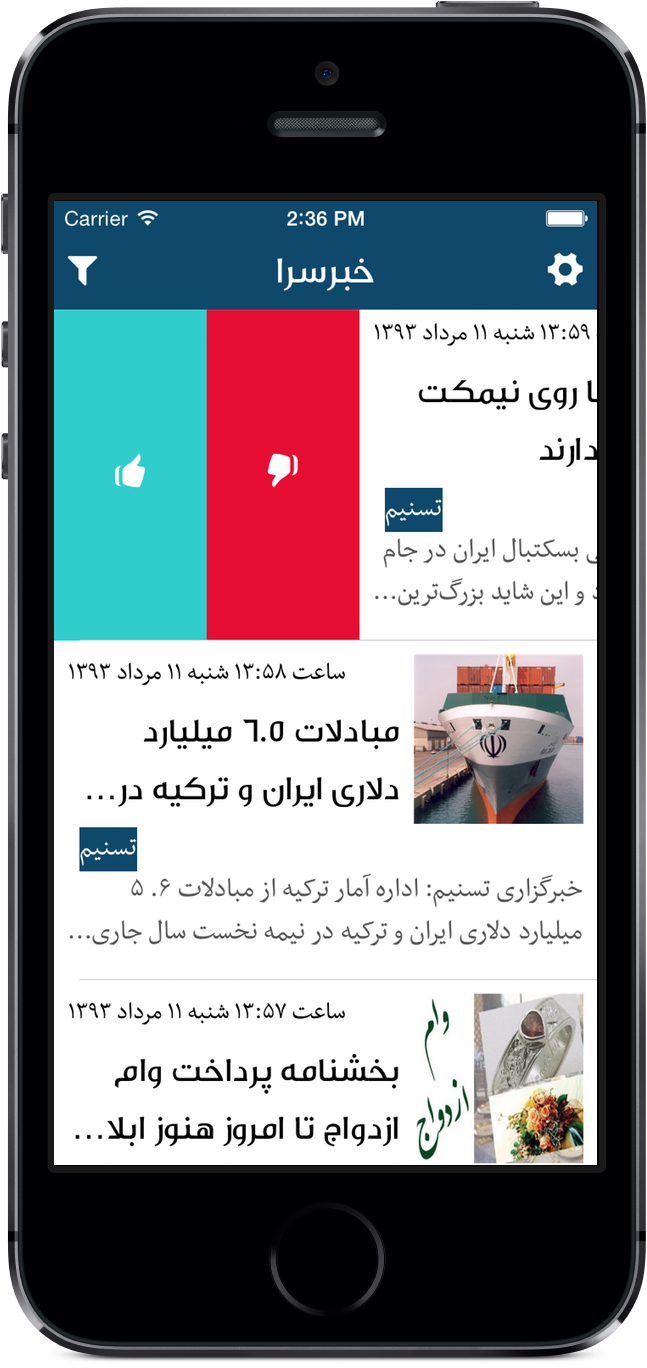 Carrier
2:36 PM
خبرسرا
۱۳:۵۹ شنبه ۱۱ مرداد ۱۳۹۳
روی نیمکت
دارند
تسنیم
بسکتبال ایران در جام
و این شاید بزرگ‌ترین...
ساعت ۱۳:۵۸ شنبه ۱۱ مرداد ۱۳۹۳
مبادلات ٦.۵ میلیارد
دلاری ایران و ترکیه در...
تسنیم
خبرگزاری تسنیم: اداره آمار ترکیه از مبادلات ۶. ۵
میلیارد دلاری ایران و ترکیه در نیمه نخست سال جاری...
ساعت ۱۳:۵۷ شنبه ۱۱ مرداد ۱۳۹۳
بخشنامه پرداخت وام
ازدواج تا امروز هنوز ابلا...
وام
ازدواج